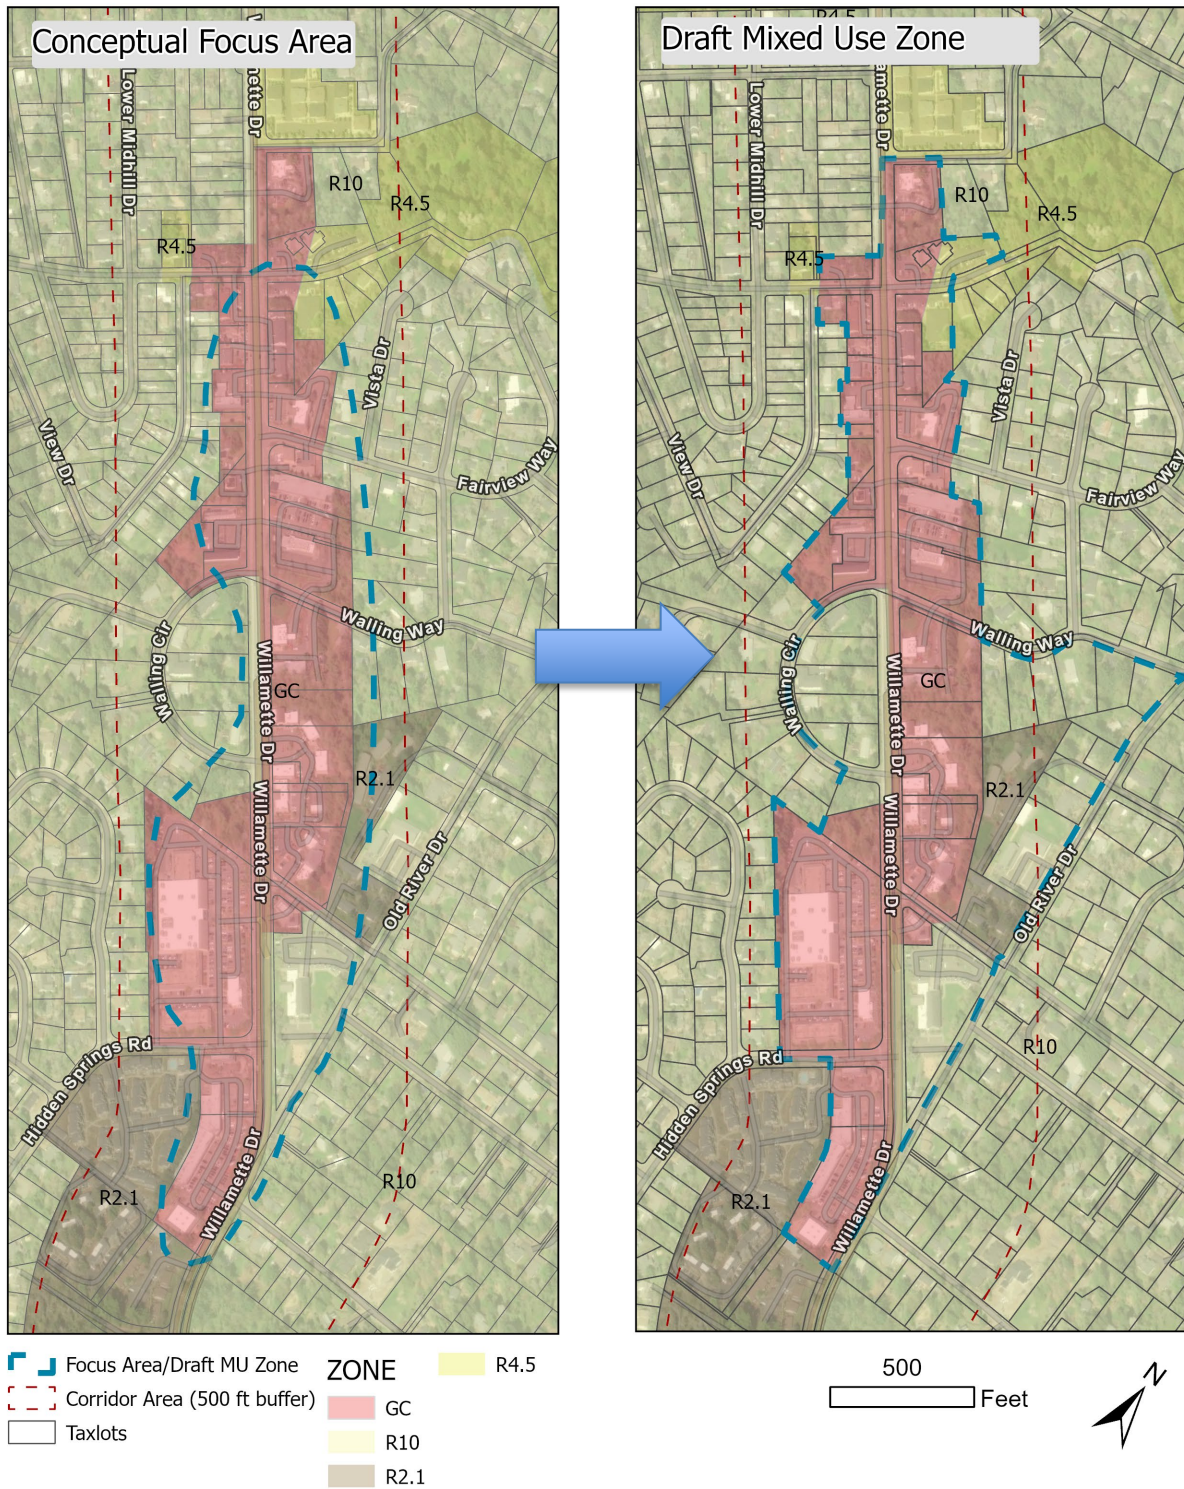 Conceptual Focus Area
Lower Midhill Dr
Willamette Dr
R10
R4.5
R4.5
Vista Dr
View Dr
Fairview Way
Walling Way
Walling Cir
Willamette Dr
GC
R2.1
Willamette Dr
Old River Dr
Hidden Springs Rd
Willamette Dr
R2.1
R10
Draft Mixed Use Zone
R4.5
Lower Midhill Dr
amette Dr
R10
R4.5
R4.5
Vista Dr
View Dr
Fairview Way
Walling Way
Walling Cir
Willamette Dr
GC
R2.1
Willamette Dr
Old River Dr
R10
Hidden Springs Rd
Willamette Dr
R2.1
Focus Area/Draft MU Zone
Corridor Area (500 ft buffer)
Taxlots
ZONE
GC
R10
R2.1
R4.5
500
Feet
N